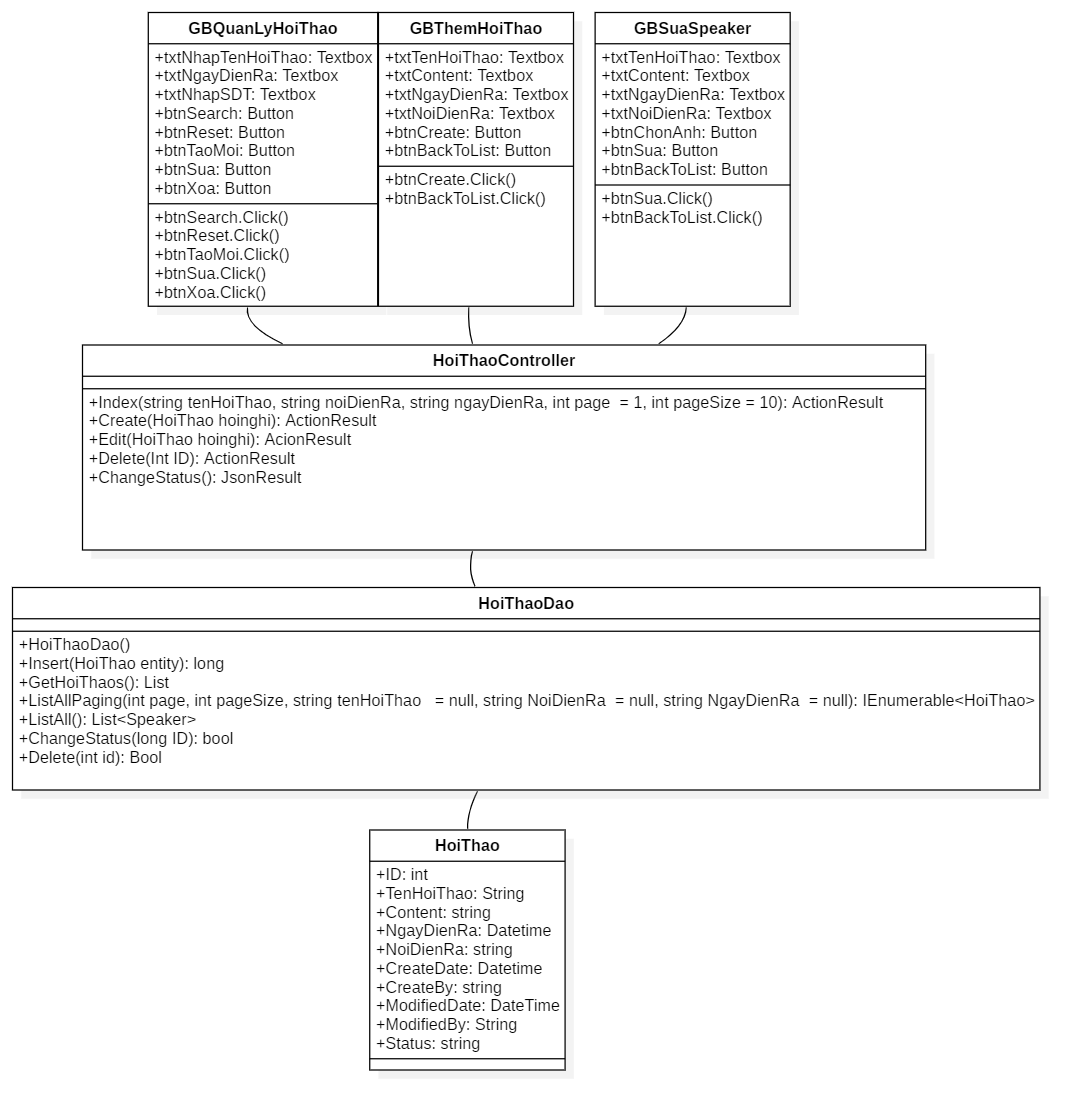 GBQuanLyHoiThao
+txtNhapTenHoiThao: Textbox
+txtNgayDienRa: Textbox
+txtNhapSDT: Textbox
+btnSearch: Button
+btnReset: Button
+btnTaoMoi: Button
+btnSua: Button
+btnXoa: Button
+btnSearch.Click()
+btnReset.Click()
+btnTaoMoi.Click()
+btnSua.Click()
+btnXoa.Click()
GBThemHoiThao
+txtTenHoiThao: Textbox
+txtContent: Textbox
+txtNgayDienRa: Textbox
+txtNoiDienRa: Textbox
+btnCreate: Button
+btnBackToList: Button
+btnCreate.Click()
+btnBackToList.Click()
GBSuaSpeaker
+txtTenHoiThao: Textbox
+txtContent: Textbox
+txtNgayDienRa: Textbox
+txtNoiDienRa: Textbox
+btnChonAnh: Button
+btnSua: Button
+btnBackToList: Button
+btnSua.Click()
+btnBackToList.Click()
HoiThaoController
+Index(string tenHoiThao, string noiDienRa, string ngayDienRa, int page = 1, int pageSize = 10): ActionResult
+Create(HoiThao hoinghi): ActionResult
+Edit(HoiThao hoinghi): AcionResult
+Delete(Int ID): ActionResult
+ChangeStatus(): JsonResult
HoiThaoDao
+HoiThaoDao()
+Insert(HoiThao entity): long
+GetHoiThaos(): List
+ListAllPaging(int page, int pageSize, string tenHoiThao = null, string NoiDienRa = null, string NgayDienRa = null): IEnumerable<HoiThao>
+ListAll(): List<Speaker>
+ChangeStatus(long ID): bool
+Delete(int id): Bool
HoiThao
+ID: int
+TenHoiThao: String
+Content: string
+NgayDienRa: Datetime
+NoiDienRa: string
+CreateDate: Datetime
+CreateBy: string
+ModifiedDate: DateTime
+ModifiedBy: String
+Status: string